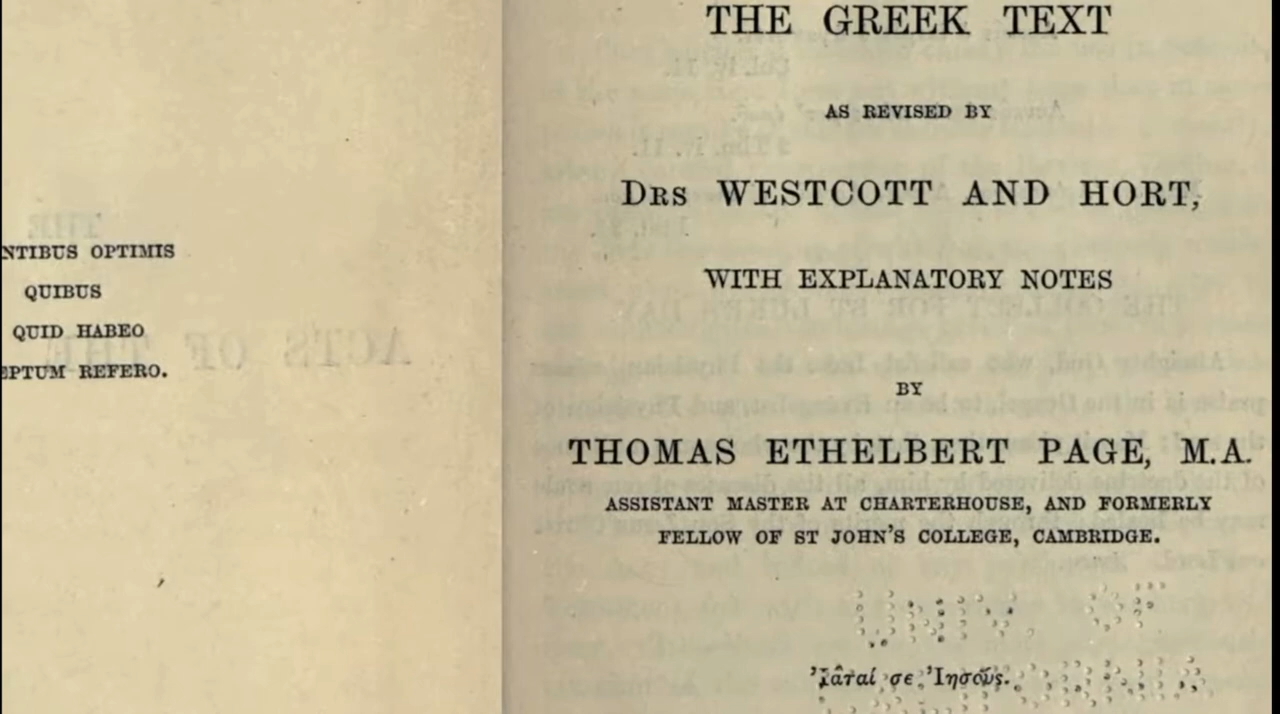 NTIBUS OPTIMIS
QUIBUS
QUID HABEO
EPTUM REFERO.
THE GREEK TEXT
AS REVISED BY
DRS WESTCOTT AND HORT,
WITH EXPLANATORY NOTES
BY
THOMAS ETHELBERT PAGE, M.A.
ASSISTANT MASTER AT CHARTERHOUSE, AND FORMERLY
FELLOW OF ST JOHN'S COLLEGE, CAMBRIDGE.
Ἰᾶταί σε Ἰησοῦς.